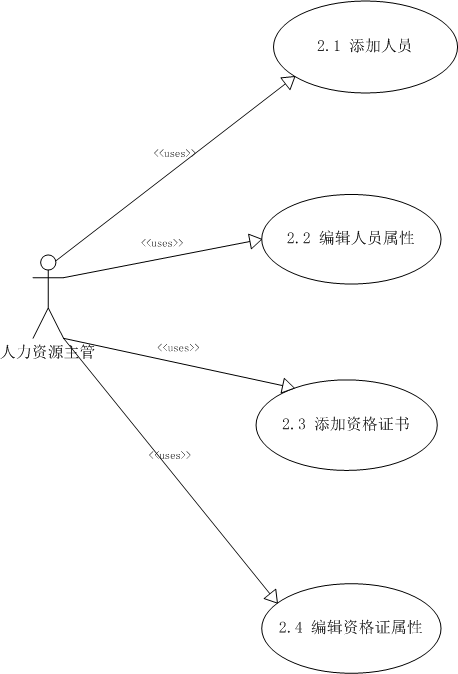 2.1 添加人员
<<uses>>
2.2 编辑人员属性
<<uses>>
人力资源主管
<<uses>>
2.3 添加资格证书
<<uses>>
2.4 编辑资格证属性